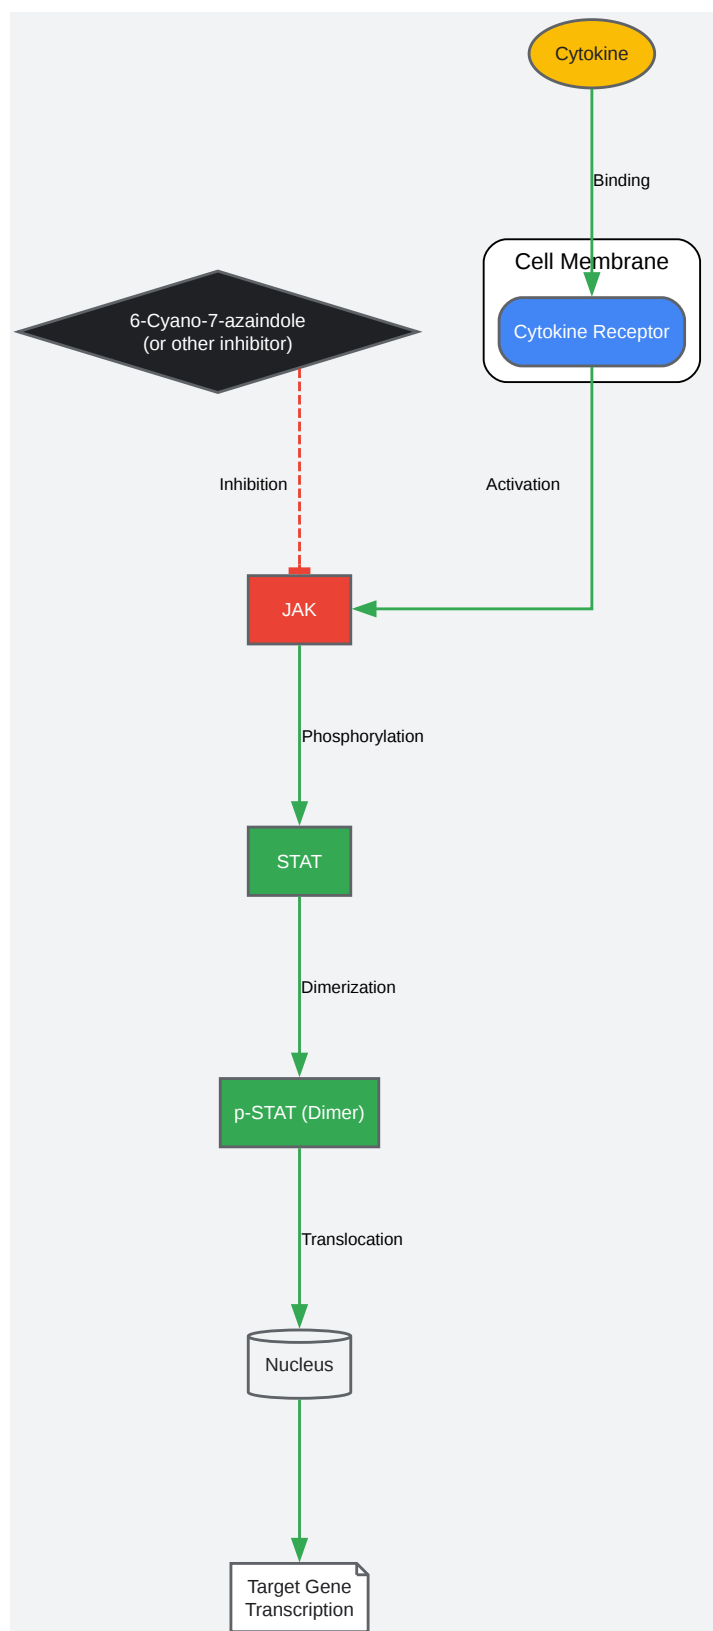 Cytokine
Binding
Cell Membrane
6-Cyano-7-azaindole
(or other inhibitor)
Cytokine Receptor
Inhibition
Activation
JAK
Phosphorylation
STAT
Dimerization
p-STAT (Dimer)
Translocation
Nucleus
Target Gene
Transcription